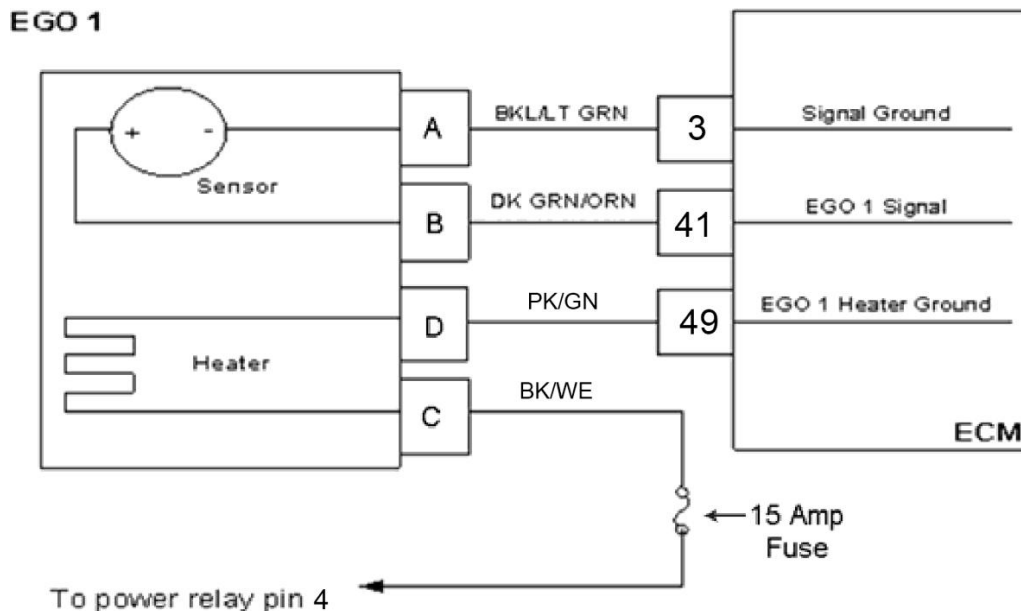 EGO 1
A
BKL/LT GRN
3
Signal Ground
+
-
Sensor
B
DK GRN/ORN
41
EGO 1 Signal
D
PK/GN
49
EGO 1 Heater Ground
Heater
C
BK/WE
ECM
15 Amp
Fuse
To power relay pin 4